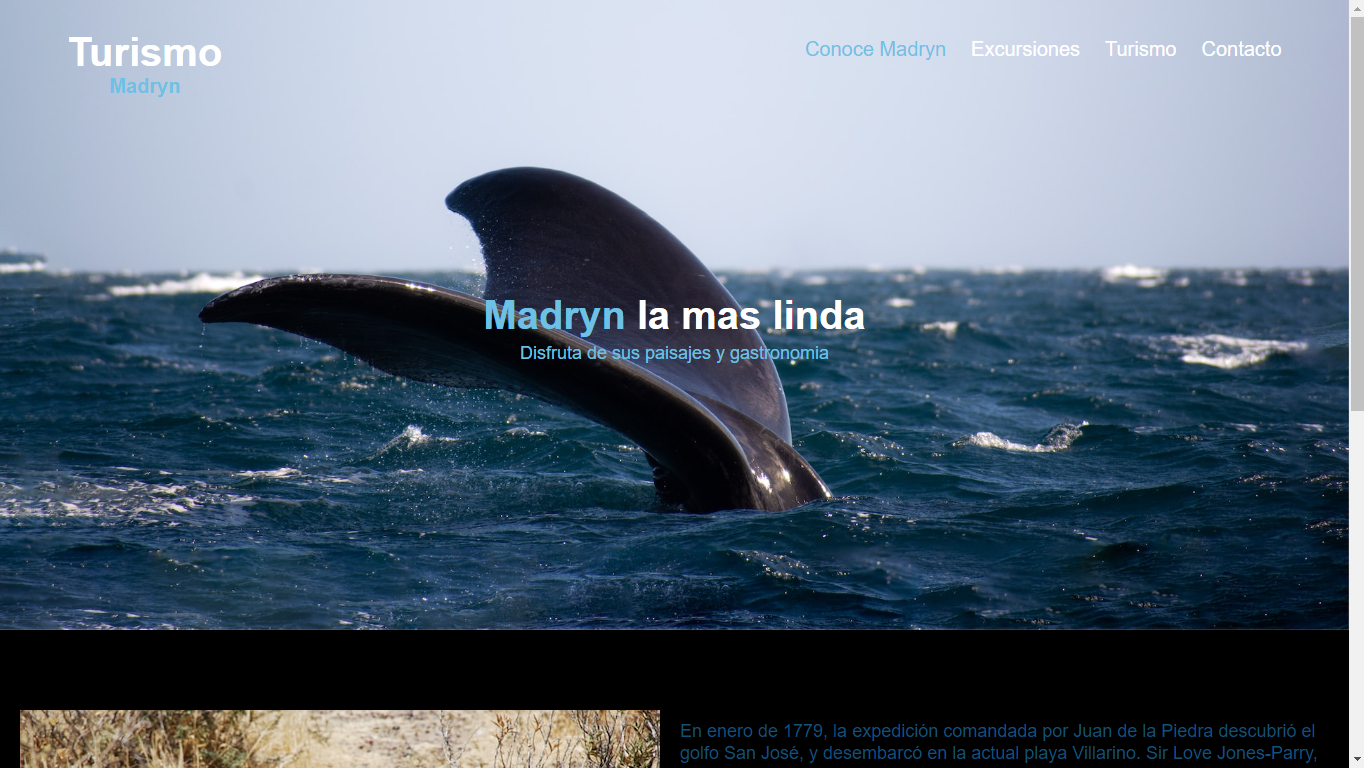 Turismo
Madryn
Conoce Madryn Excursiones Turismo Contacto
Madryn la mas linda
Disfruta de sus paisajes y gastronomia
En enero de 1779, la expedición comandada por Juan de la Piedra descubrió el
golfo San José, y desembarcó en la actual playa Villarino. Sir Love Jones-Parry,